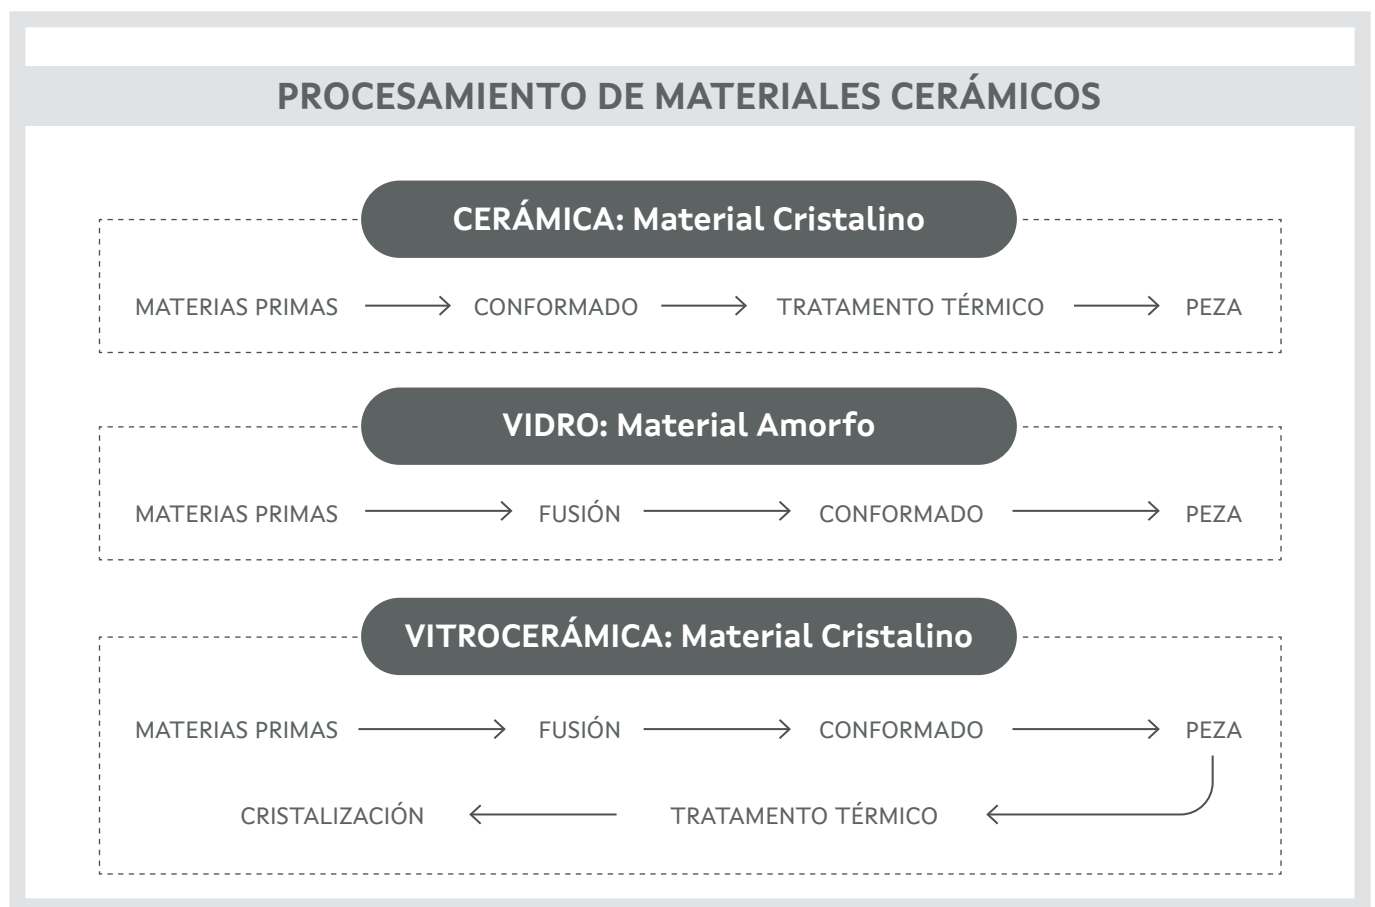 PROCESAMIENTO DE MATERIALES CERÁMICOS
CERÁMICA: Material Cristalino
MATERIAS PRIMAS CONFORMADO TRATAMENTO TÉRMICO PEZA
VIDRO: Material Amorfo
MATERIAS PRIMAS FUSIÓN CONFORMADO PEZA
VITROCERÁMICA: Material Cristalino
MATERIAS PRIMAS FUSIÓN CONFORMADO PEZA
CRISTALIZACIÓN TRATAMENTO TÉRMICO